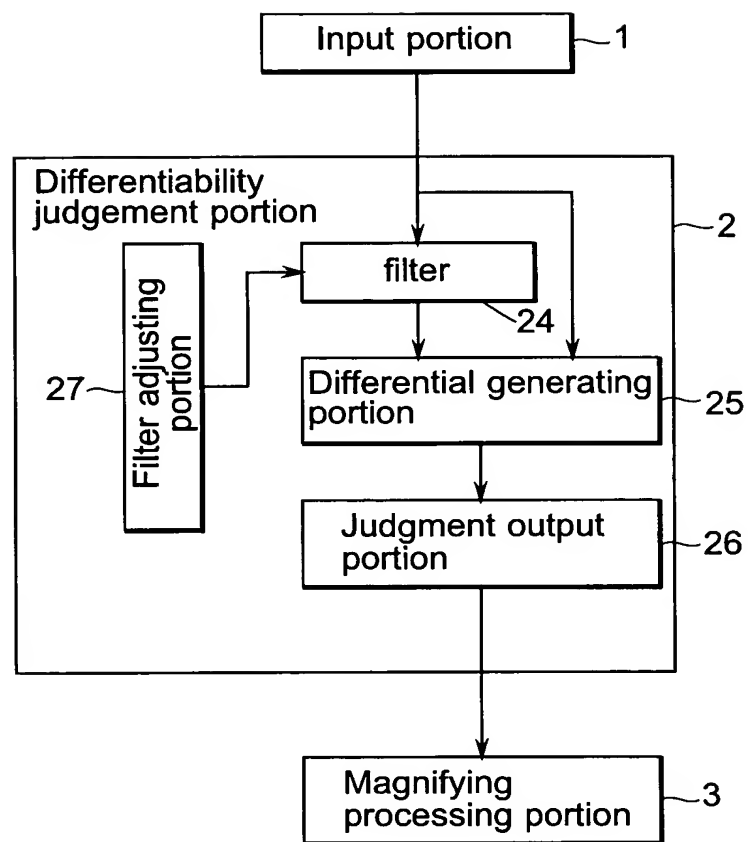 Input portion
1
Differentiability
judgement portion
2
filter
24
Filter adjusting
portion
27
Differential generating
portion
25
Judgment output
portion
26
Magnifying
processing portion
3